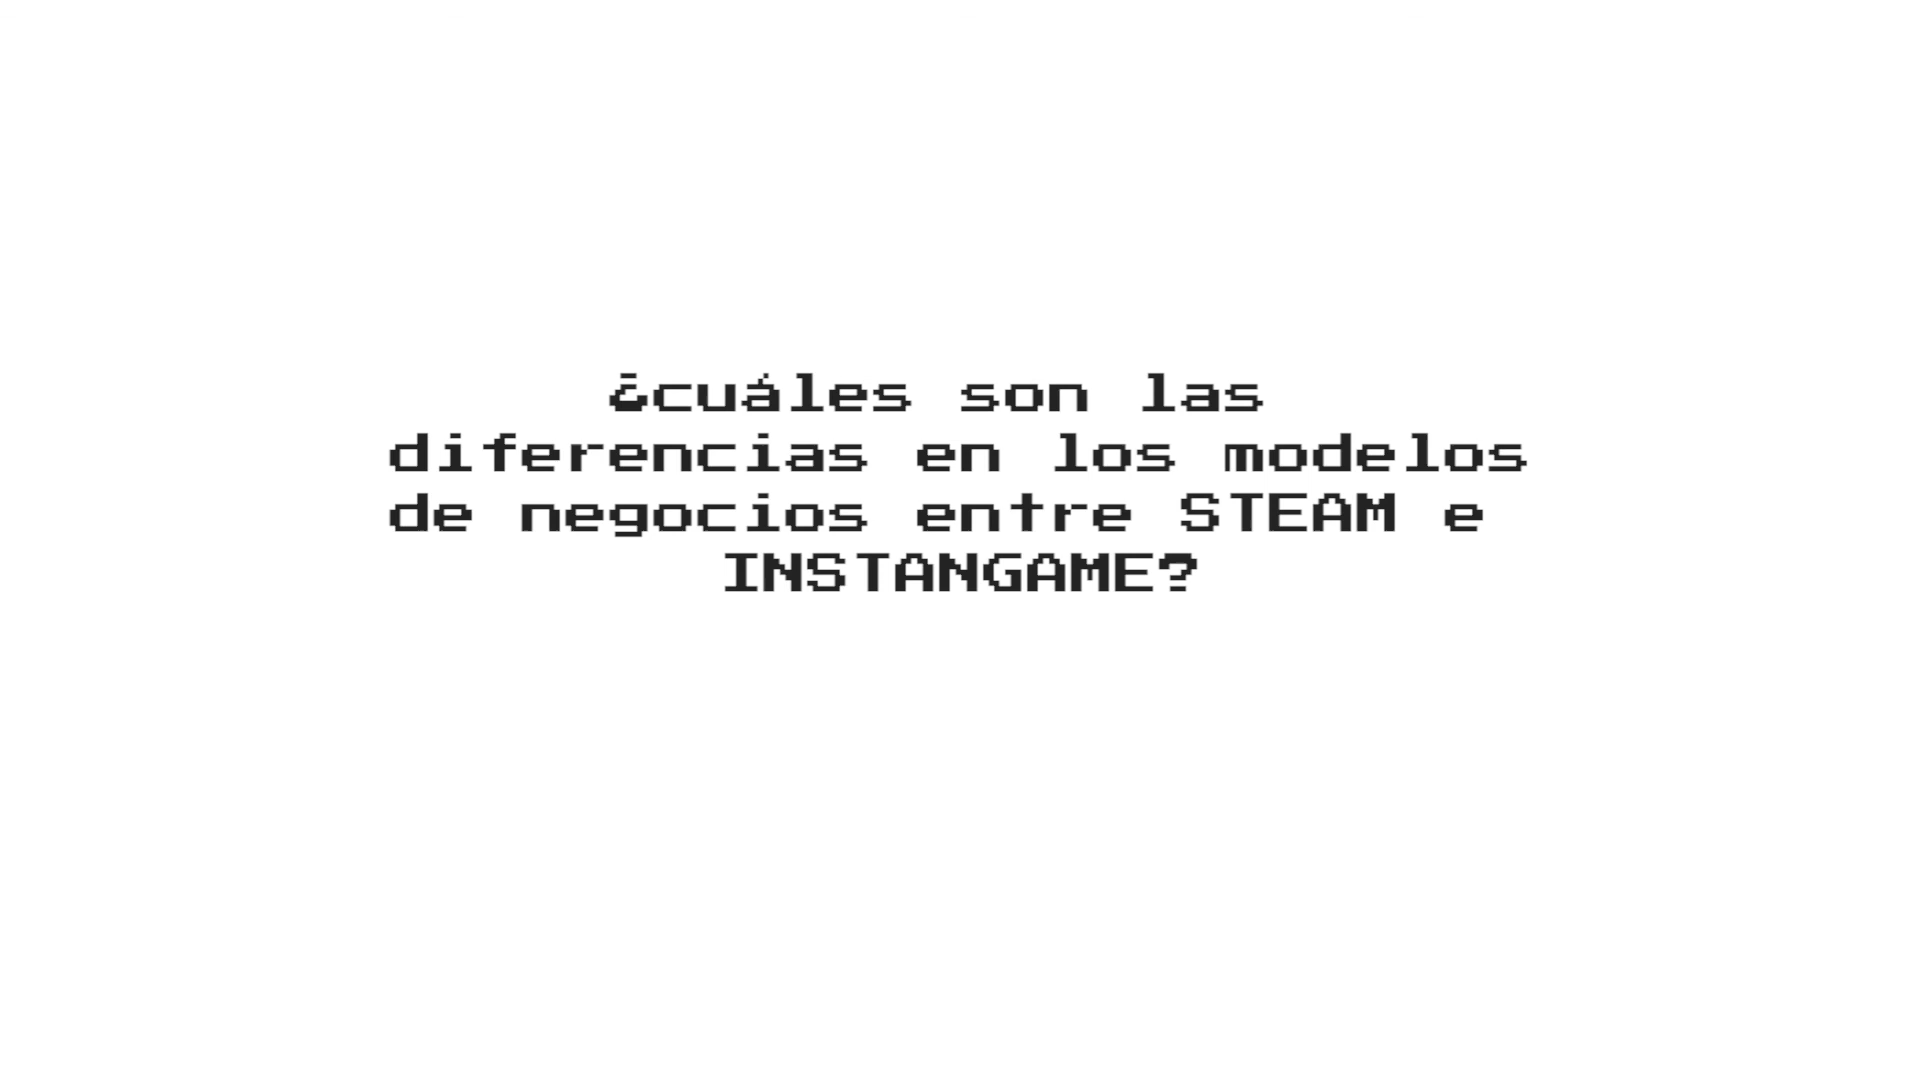 ¿cuáles son las
diferencias en los modelos
de negocios entre STEAM e
INSTANGAME?